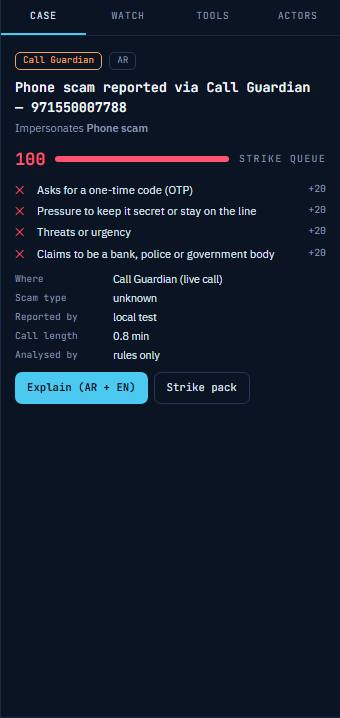 CASE WATCH TOOLS ACTORS
Call Guardian AR
Phone scam reported via Call Guardian
— 971550007788
Impersonates Phone scam
100 STRIKE QUEUE
× Asks for a one-time code (OTP) +20
× Pressure to keep it secret or stay on the line +20
× Threats or urgency +20
× Claims to be a bank, police or government body +20
Where Call Guardian (live call)
Scam type unknown
Reported by local test
Call length 0.8 min
Analysed by rules only
Explain (AR + EN) Strike pack